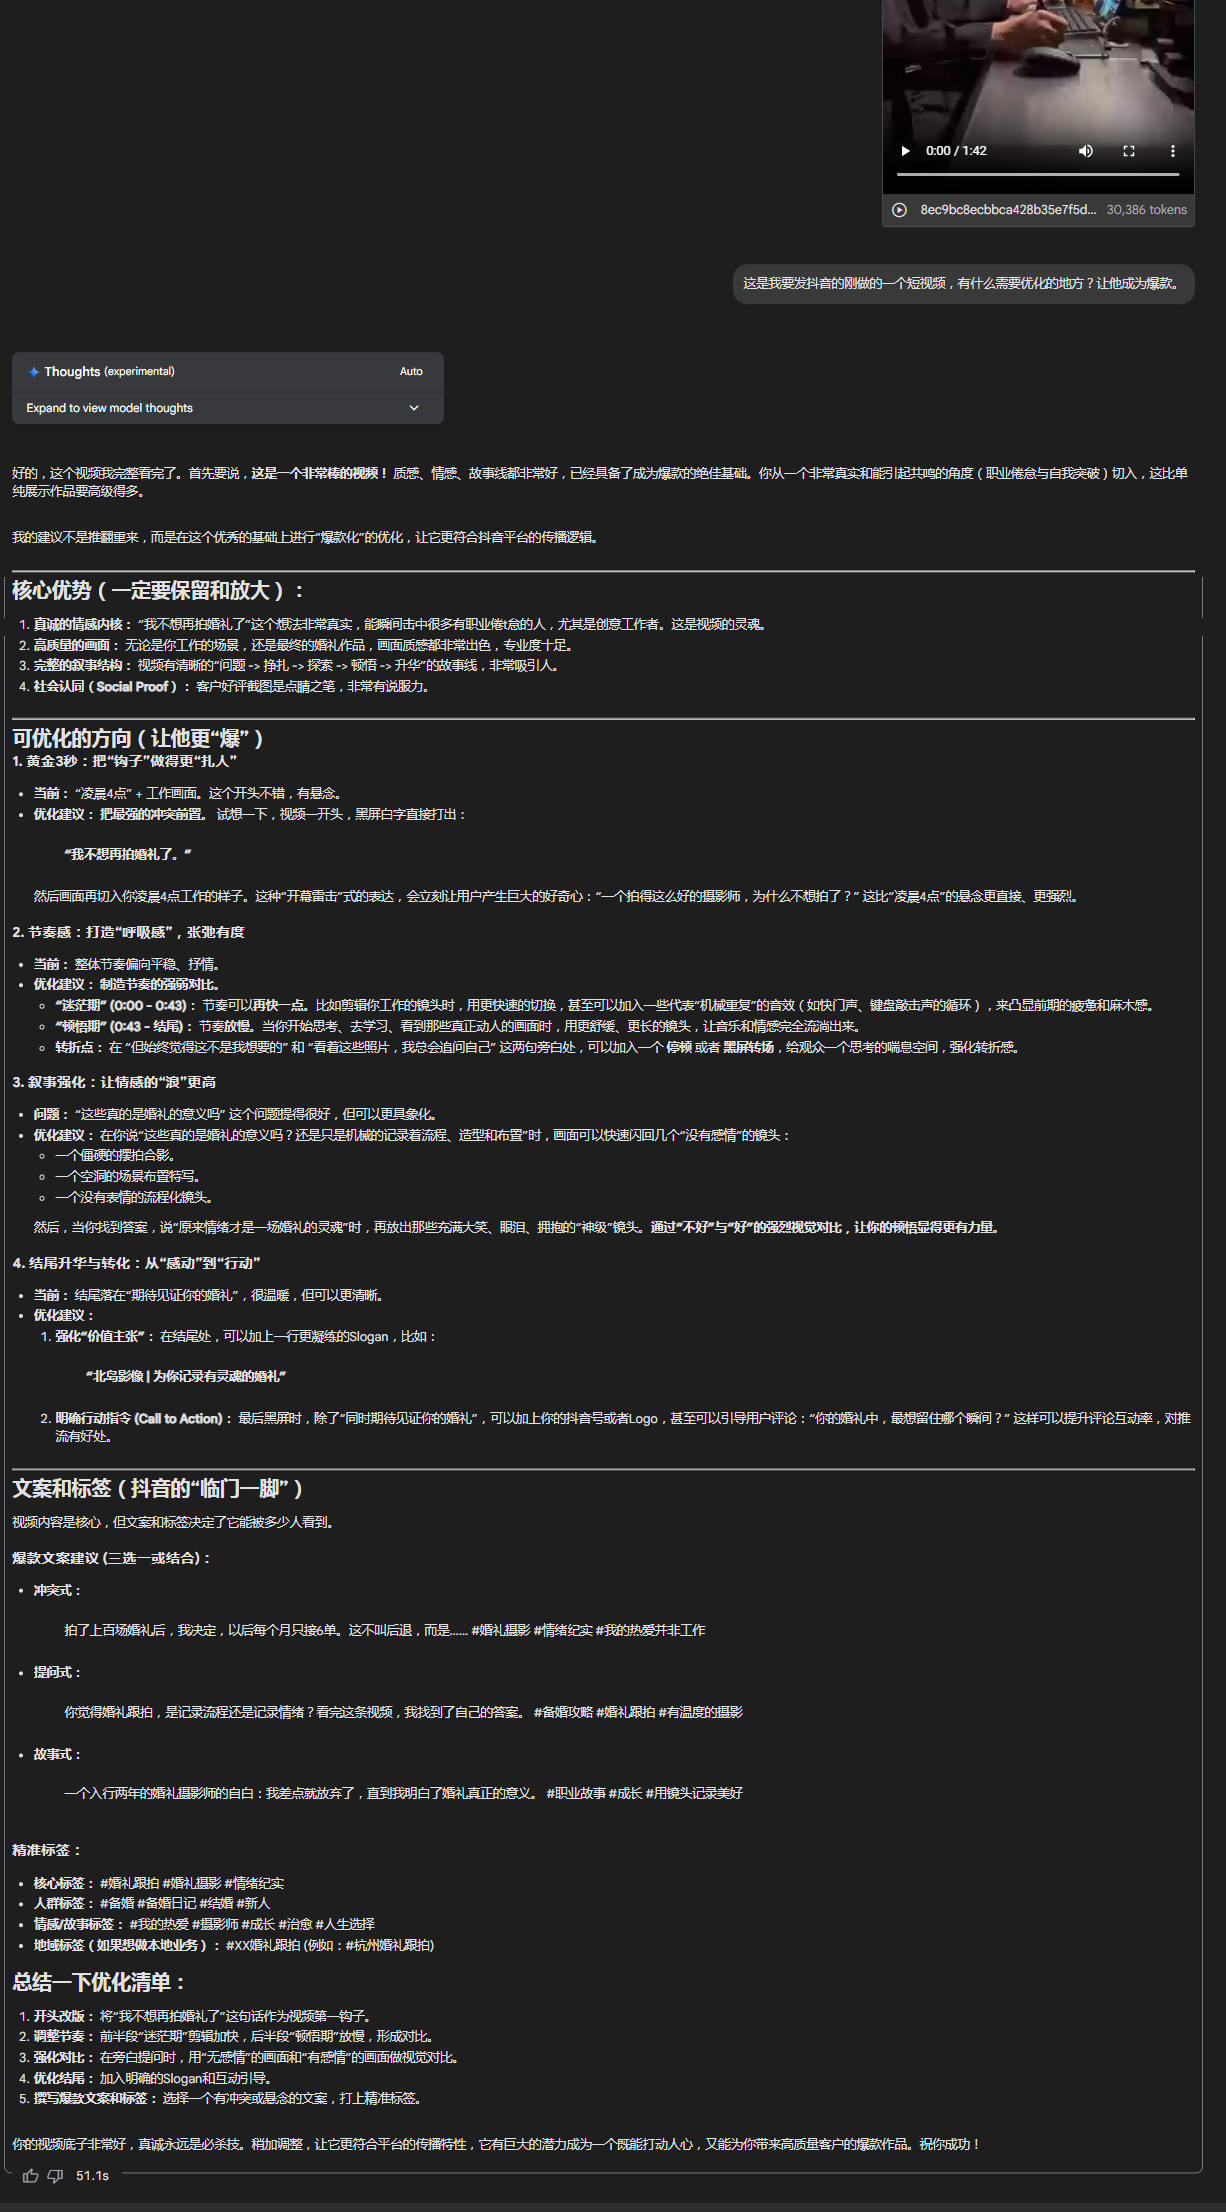 0:00 / 1:42
8ec9bc8ecbbca428b35e7f5d... 30,386 tokens
这是我要发抖音的刚做的一个短视频，有什么需要优化的地方？让他成为爆款。
Thoughts (experimental) Auto
Expand to view model thoughts
好的，这个视频我完整看完了。首先要说，这是一个非常棒的视频！ 质感、情感、故事线都非常好，已经具备了成为爆款的绝佳基础。你从一个非常真实和能引起共鸣的角度（职业倦怠与自我突破）切入，这比单
纯展示作品要高级得多。
我的建议不是推翻重来，而是在这个优秀的基础上进行“爆款化”的优化，让它更符合抖音平台的传播逻辑。
核心优势（一定要保留和放大）：
1. 真诚的情感内核： “我不想再拍婚礼了”这个想法非常真实，能瞬间击中很多有职业倦t怠的人，尤其是创意工作者。这是视频的灵魂。
2. 高质量的画面： 无论是你工作的场景，还是最终的婚礼作品，画面质感都非常出色，专业度十足。
3. 完整的叙事结构： 视频有清晰的“问题 -> 挣扎 -> 探索 -> 顿悟 -> 升华”的故事线，非常吸引人。
4. 社会认同（Social Proof）： 客户好评截图是点睛之笔，非常有说服力。
可优化的方向（让他更“爆”）
1. 黄金3秒：把“钩子”做得更“扎人”
• 当前： “凌晨4点” + 工作画面。这个开头不错，有悬念。
• 优化建议： 把最强的冲突前置。 试想一下，视频一开头，黑屏白字直接打出：
“我不想再拍婚礼了。”
然后画面再切入你凌晨4点工作的样子。这种“开幕雷击”式的表达，会立刻让用户产生巨大的好奇心：“一个拍得这么好的摄影师，为什么不想拍了？” 这比“凌晨4点”的悬念更直接、更强烈。
2. 节奏感：打造“呼吸感”，张弛有度
• 当前： 整体节奏偏向平稳、抒情。
• 优化建议： 制造节奏的强弱对比。
◦ “迷茫期” (0:00 - 0:43)： 节奏可以再快一点。比如剪辑你工作的镜头时，用更快速的切换，甚至可以加入一些代表“机械重复”的音效（如快门声、键盘敲击声的循环），来凸显前期的疲惫和麻木感。
◦ “顿悟期” (0:43 - 结尾)： 节奏放慢。当你开始思考、去学习、看到那些真正动人的画面时，用更舒缓、更长的镜头，让音乐和情感完全流淌出来。
◦ 转折点： 在 “但始终觉得这不是我想要的” 和 “看着这些照片，我总会追问自己” 这两句旁白处，可以加入一个 停顿 或者 黑屏转场，给观众一个思考的喘息空间，强化转折感。
3. 叙事强化：让情感的“浪”更高
• 问题： “这些真的是婚礼的意义吗” 这个问题提得很好，但可以更具象化。
• 优化建议： 在你说“这些真的是婚礼的意义吗？还是只是机械的记录着流程、造型和布置”时，画面可以快速闪回几个“没有感情”的镜头：
◦ 一个僵硬的摆拍合影。
◦ 一个空洞的场景布置特写。
◦ 一个没有表情的流程化镜头。
然后，当你找到答案，说“原来情绪才是一场婚礼的灵魂”时，再放出那些充满大笑、眼泪、拥抱的“神级”镜头。通过“不好”与“好”的强烈视觉对比，让你的顿悟显得更有力量。
4. 结尾升华与转化：从“感动”到“行动”
• 当前： 结尾落在“期待见证你的婚礼”，很温暖，但可以更清晰。
• 优化建议：
1. 强化“价值主张”： 在结尾处，可以加上一行更凝练的Slogan，比如：
“北鸟影像 | 为你记录有灵魂的婚礼”
2. 明确行动指令 (Call to Action)： 最后黑屏时，除了“同时期待见证你的婚礼”，可以加上你的抖音号或者Logo，甚至可以引导用户评论：“你的婚礼中，最想留住哪个瞬间？” 这样可以提升评论互动率，对推
流有好处。
文案和标签（抖音的“临门一脚”）
视频内容是核心，但文案和标签决定了它能被多少人看到。
爆款文案建议 (三选一或结合)：
• 冲突式：
拍了上百场婚礼后，我决定，以后每个月只接6单。这不叫后退，而是...... #婚礼摄影 #情绪纪实 #我的热爱并非工作
• 提问式：
你觉得婚礼跟拍，是记录流程还是记录情绪？看完这条视频，我找到了自己的答案。 #备婚攻略 #婚礼跟拍 #有温度的摄影
• 故事式：
一个入行两年的婚礼摄影师的自白：我差点就放弃了，直到我明白了婚礼真正的意义。 #职业故事 #成长 #用镜头记录美好
精准标签：
• 核心标签： #婚礼跟拍 #婚礼摄影 #情绪纪实
• 人群标签： #备婚 #备婚日记 #结婚 #新人
• 情感/故事标签： #我的热爱 #摄影师 #成长 #治愈 #人生选择
• 地域标签（如果想做本地业务）： #XX婚礼跟拍 (例如：#杭州婚礼跟拍)
总结一下优化清单：
1. 开头改版： 将“我不想再拍婚礼了”这句话作为视频第一钩子。
2. 调整节奏： 前半段“迷茫期”剪辑加快，后半段“顿悟期”放慢，形成对比。
3. 强化对比： 在旁白提问时，用“无感情”的画面和“有感情”的画面做视觉对比。
4. 优化结尾： 加入明确的Slogan和互动引导。
5. 撰写爆款文案和标签： 选择一个有冲突或悬念的文案，打上精准标签。
你的视频底子非常好，真诚永远是必杀技。稍加调整，让它更符合平台的传播特性，它有巨大的潜力成为一个既能打动人心，又能为你带来高质量客户的爆款作品。祝你成功！
51.1s